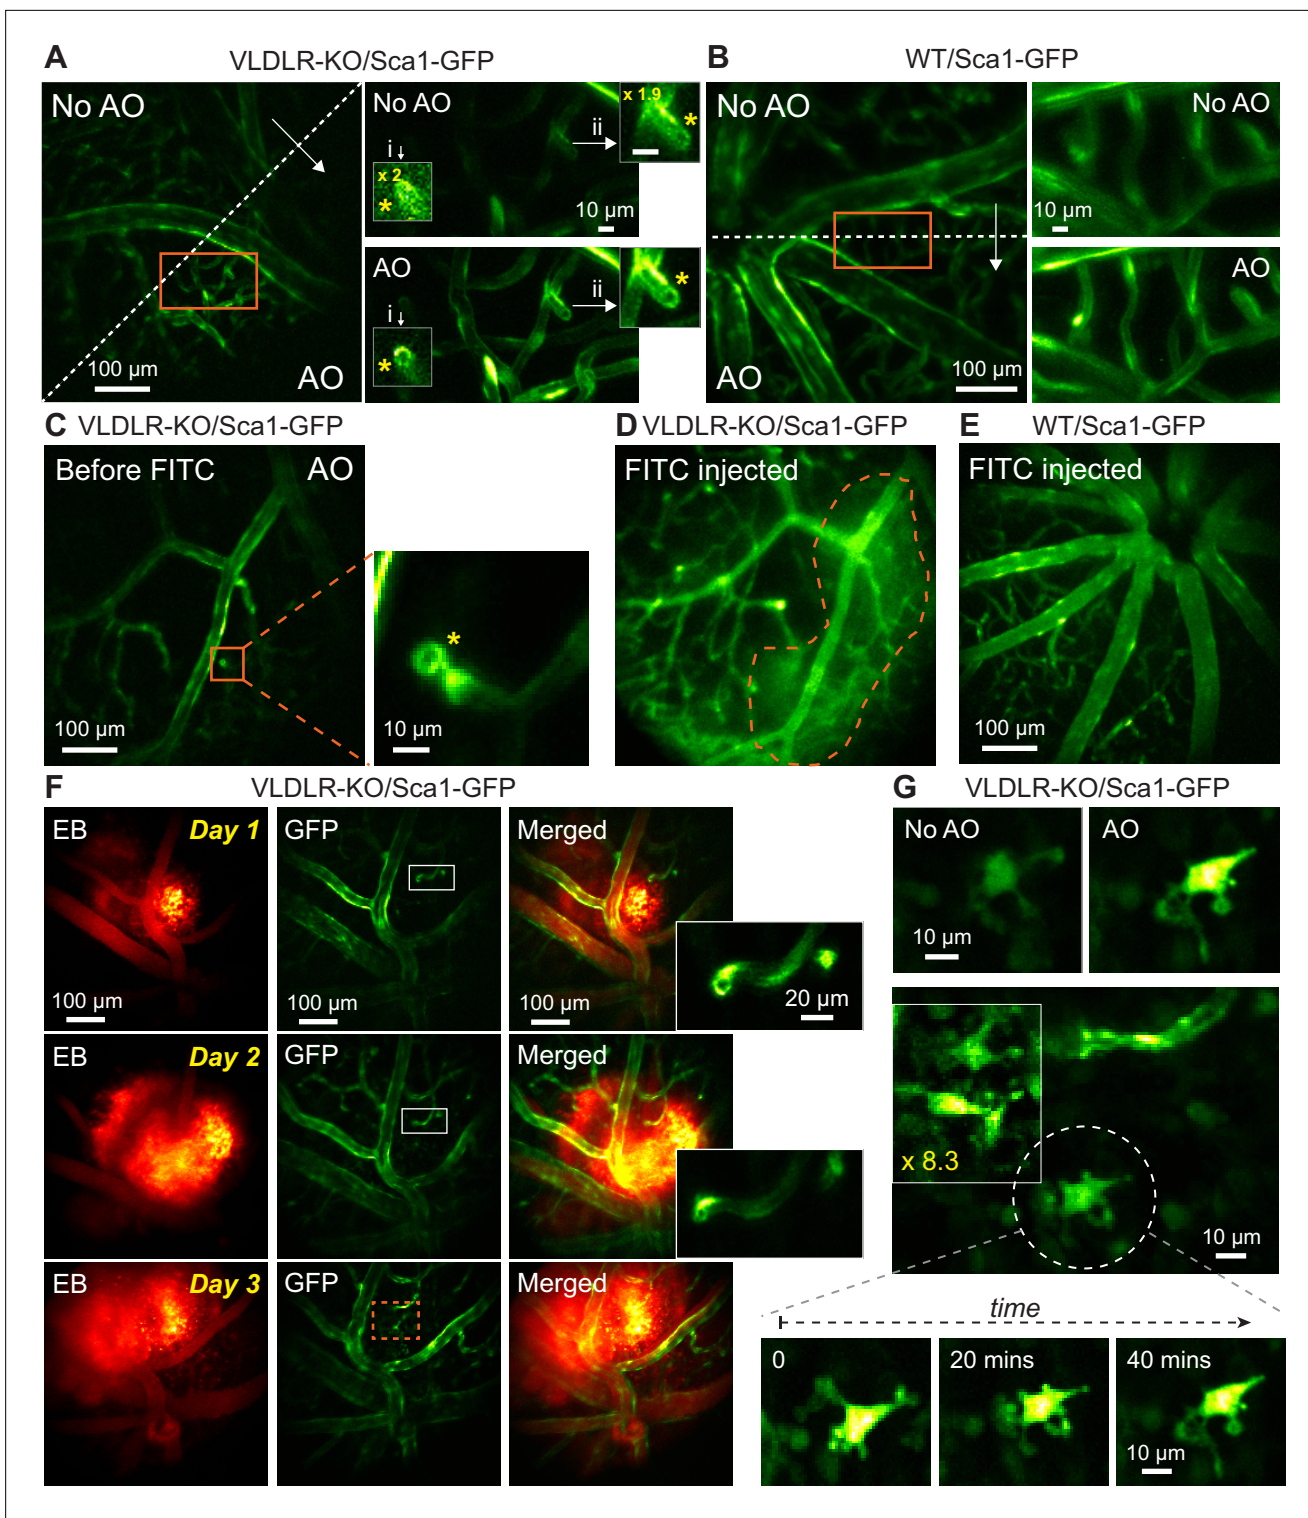 A
VLDLR-KO/Sca1-GFP
No AO
AO
100 µm
No AO
i
x 2
*
ii
x 1.9
*
10 µm
AO
i
*
ii
*
B
WT/Sca1-GFP
No AO
AO
100 µm
No AO
10 µm
AO
C VLDLR-KO/Sca1-GFP
Before FITC
AO
100 µm
*
10 µm
D VLDLR-KO/Sca1-GFP
FITC injected
E
WT/Sca1-GFP
FITC injected
100 µm
F
VLDLR-KO/Sca1-GFP
EB
Day 1
100 µm
GFP
100 µm
Merged
100 µm
20 µm
EB
Day 2
GFP
Merged
EB
Day 3
GFP
Merged
G
VLDLR-KO/Sca1-GFP
No AO
10 µm
AO
x 8.3
10 µm
time
0
20 mins
40 mins
10 µm